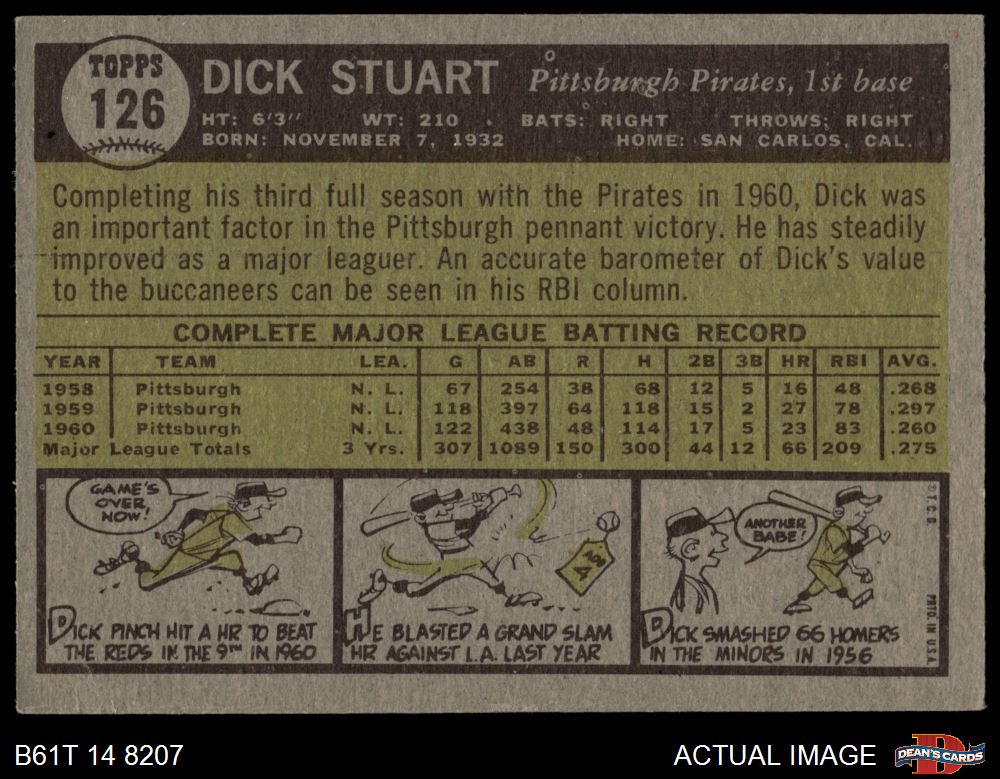 TOPPS
126
DICK STUART Pittsburgh Pirates, 1st base
HT: 6'3" WT: 210 BATS: RIGHT THROWS: RIGHT
BORN: NOVEMBER 7, 1932 HOME: SAN CARLOS, CAL.
Completing his third full season with the Pirates in 1960, Dick was
an important factor in the Pittsburgh pennant victory. He has steadily
improved as a major leaguer. An accurate barometer of Dick's value
to the buccaneers can be seen in his RBI column.
COMPLETE MAJOR LEAGUE BATTING RECORD
YEAR TEAM LEA. G AB R H 2B 3B HR RBI AVG.
1958 Pittsburgh N. L. 67 254 38 68 12 5 16 48 .268
1959 Pittsburgh N. L. 118 397 64 118 15 2 27 78 .297
1960 Pittsburgh N. L. 122 438 48 114 17 5 23 83 .260
Major League Totals 3 Yrs. 307 1089 150 300 44 12 66 209 .275
GAME'S
OVER,
NOW!
DICK PINCH HIT A HR TO BEAT
THE REDS IN THE 9TH IN 1960
ADD
4
HE BLASTED A GRAND SLAM
HR AGAINST L.A. LAST YEAR
ANOTHER
BABE!
DICK SMASHED 66 HOMERS
IN THE MINORS IN 1956
© T.C.G. PRTD. IN U.S.A.
B61T 14 8207
ACTUAL IMAGE
DEAN'S CARDS